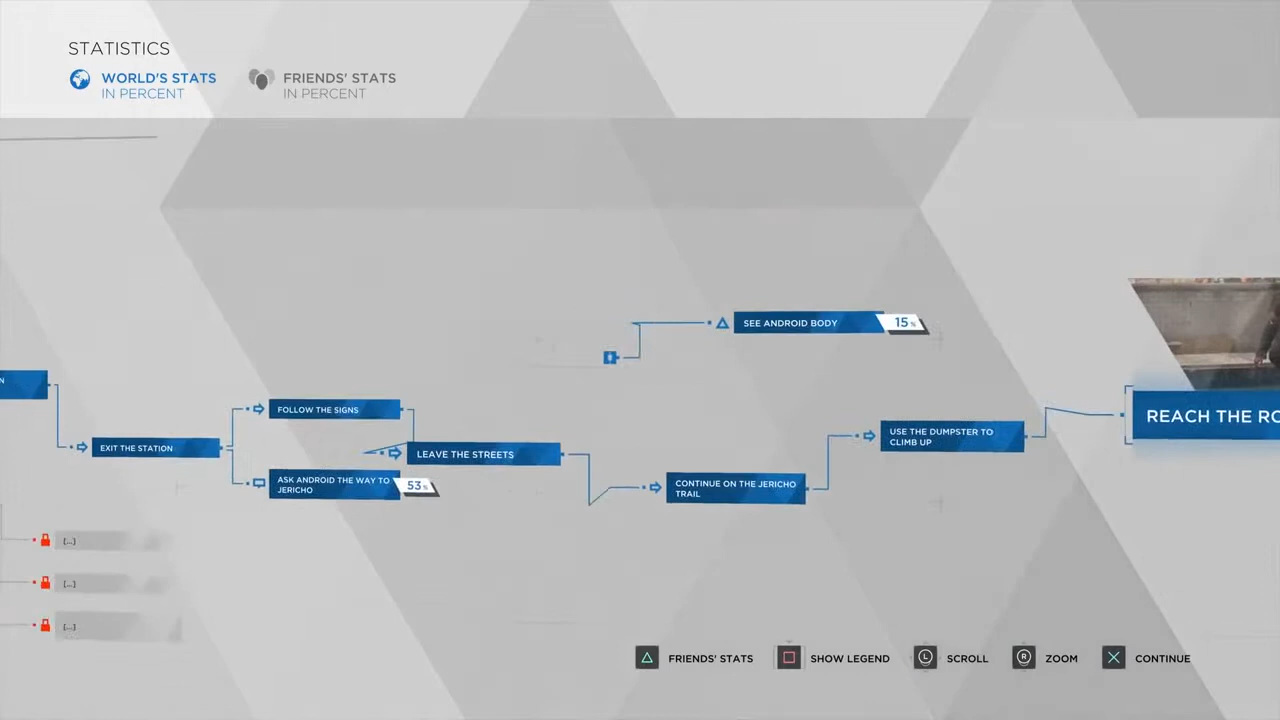 STATISTICS
WORLD'S STATS
IN PERCENT
FRIENDS' STATS
IN PERCENT
SEE ANDROID BODY
15%
N
FOLLOW THE SIGNS
REACH THE RO
EXIT THE STATION
LEAVE THE STREETS
USE THE DUMPSTER TO
CLIMB UP
ASK ANDROID THE WAY TO
JERICHO
53%
CONTINUE ON THE JERICHO
TRAIL
[...]
[...]
[...]
FRIENDS' STATS
SHOW LEGEND
L
SCROLL
R
ZOOM
CONTINUE